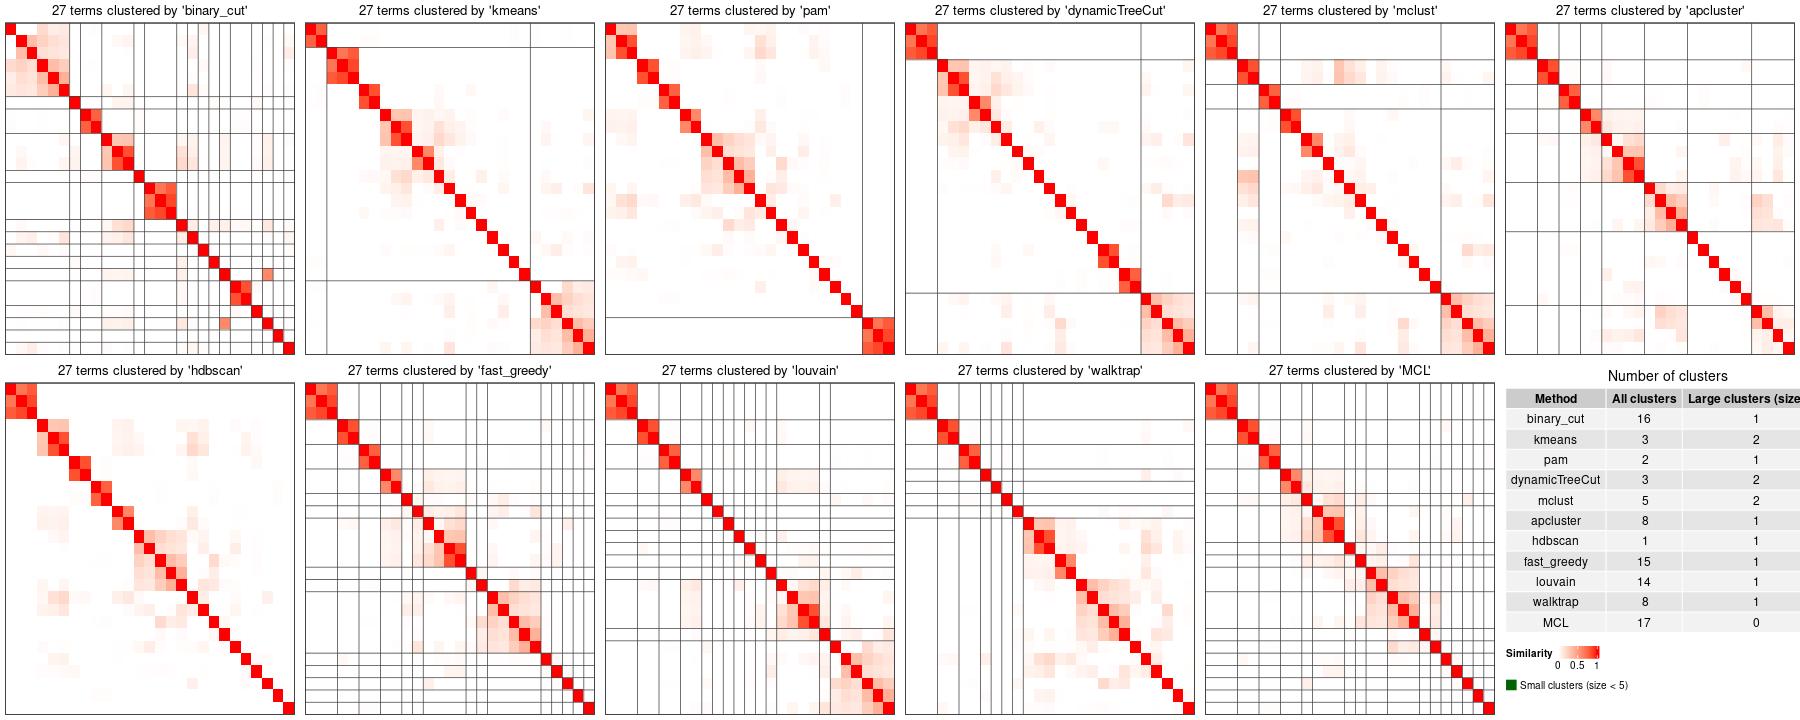 27 terms clustered by 'binary_cut'
27 terms clustered by 'kmeans'
27 terms clustered by 'pam'
27 terms clustered by 'dynamicTreeCut'
27 terms clustered by 'mclust'
27 terms clustered by 'apcluster'
27 terms clustered by 'hdbscan'
27 terms clustered by 'fast_greedy'
27 terms clustered by 'louvain'
27 terms clustered by 'walktrap'
27 terms clustered by 'MCL'
Number of clusters
Method All clusters Large clusters (size
binary_cut 16 1
kmeans 3 2
pam 2 1
dynamicTreeCut 3 2
mclust 5 2
apcluster 8 1
hdbscan 1 1
fast_greedy 15 1
louvain 14 1
walktrap 8 1
MCL 17 0
Similarity
0 0.5 1
Small clusters (size < 5)